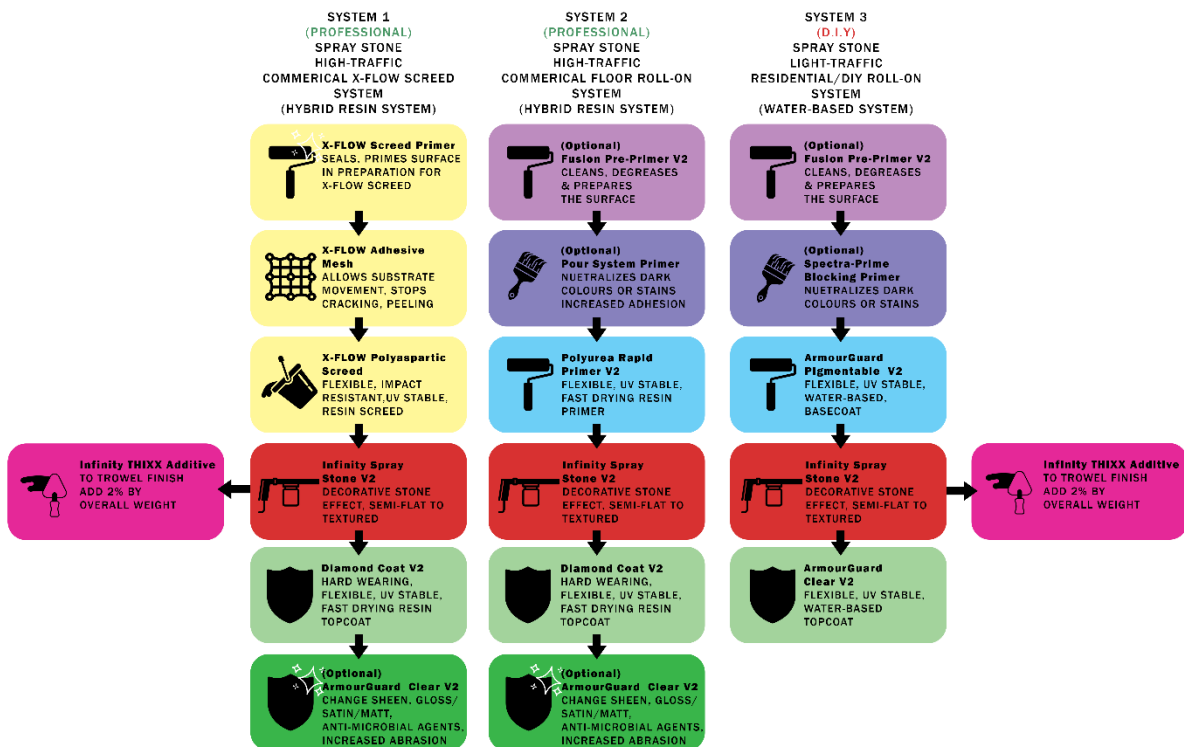 SYSTEM 1
(PROFESSIONAL)
SPRAY STONE
HIGH-TRAFFIC
COMMERICAL X-FLOW SCREED
SYSTEM
(HYBRID RESIN SYSTEM)
X-FLOW Screed Primer
SEALS, PRIMES SURFACE
IN PREPARATION FOR
X-FLOW SCREED
X-FLOW Adhesive
Mesh
ALLOWS SUBSTRATE
MOVEMENT, STOPS
CRACKING, PEELING
X-FLOW Polyaspartic
Screed
FLEXIBLE, IMPACT
RESISTANT,UV STABLE,
RESIN SCREED
Infinity Spray
Stone V2
DECORATIVE STONE
EFFECT, SEMI-FLAT TO
TEXTURED
Infinity THIXX Additive
TO TROWEL FINISH
ADD 2% BY
OVERALL WEIGHT
Diamond Coat V2
HARD WEARING,
FLEXIBLE, UV STABLE,
FAST DRYING RESIN
TOPCOAT
(Optional)
ArmourGuard Clear V2
CHANGE SHEEN, GLOSS/
SATIN/MATT,
ANTI-MICROBIAL AGENTS,
INCREASED ABRASION
SYSTEM 2
(PROFESSIONAL)
SPRAY STONE
HIGH-TRAFFIC
COMMERICAL FLOOR ROLL-ON
SYSTEM
(HYBRID RESIN SYSTEM)
(Optional)
Fusion Pre-Primer V2
CLEANS, DEGREASES
& PREPARES
THE SURFACE
(Optional)
Pour System Primer
NUETRALIZES DARK
COLOURS OR STAINS
INCREASED ADHESION
Polyurea Rapid
Primer V2
FLEXIBLE, UV STABLE,
FAST DRYING RESIN
PRIMER
Infinity Spray
Stone V2
DECORATIVE STONE
EFFECT, SEMI-FLAT TO
TEXTURED
Diamond Coat V2
HARD WEARING,
FLEXIBLE, UV STABLE,
FAST DRYING RESIN
TOPCOAT
(Optional)
ArmourGuard Clear V2
CHANGE SHEEN, GLOSS/
SATIN/MATT,
ANTI-MICROBIAL AGENTS,
INCREASED ABRASION
SYSTEM 3
(D.I.Y)
SPRAY STONE
LIGHT-TRAFFIC
RESIDENTIAL/DIY ROLL-ON
SYSTEM
(WATER-BASED SYSTEM)
(Optional)
Fusion Pre-Primer V2
CLEANS, DEGREASES
& PREPARES
THE SURFACE
(Optional)
Spectra-Prime
Blocking Primer
NUETRALIZES DARK
COLOURS OR STAINS
ArmourGuard
Pigmentable V2
FLEXIBLE, UV STABLE,
WATER-BASED,
BASECOAT
Infinity Spray
Stone V2
DECORATIVE STONE
EFFECT, SEMI-FLAT TO
TEXTURED
Infinity THIXX Additive
TO TROWEL FINISH
ADD 2% BY
OVERALL WEIGHT
ArmourGuard
Clear V2
FLEXIBLE, UV STABLE,
WATER-BASED
TOPCOAT